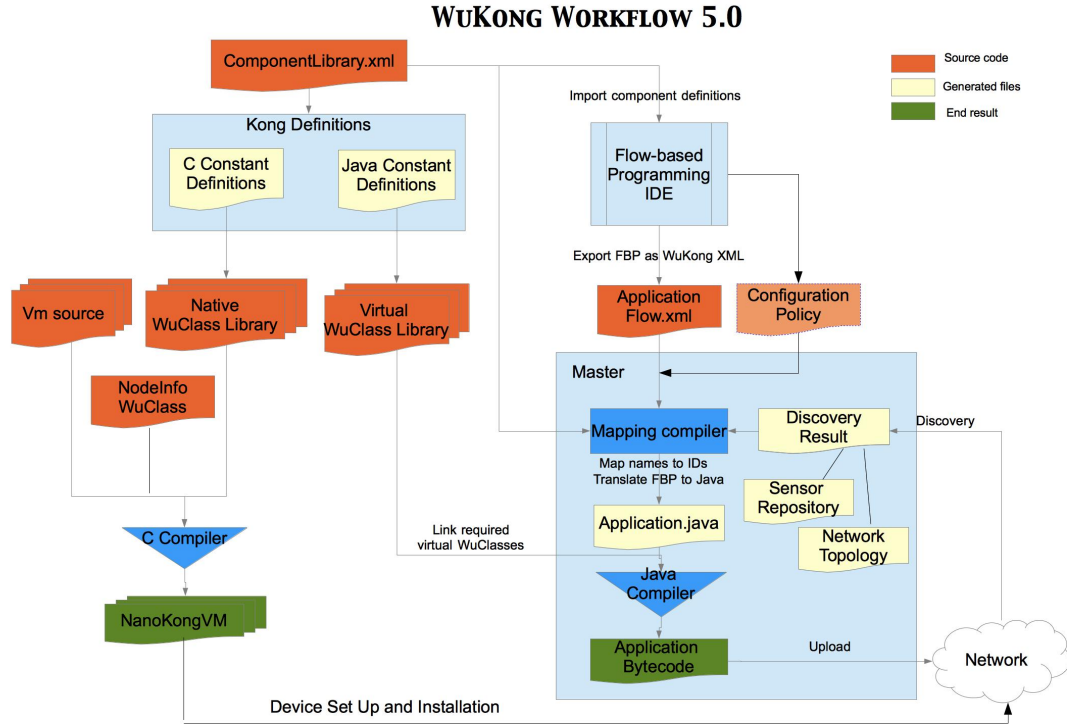 WUKONG WORKFLOW 5.0
ComponentLibrary.xml
Source code
Generated files
End result
Import component definitions
Kong Definitions
C Constant
Definitions
Java Constant
Definitions
Flow-based
Programming
IDE
Export FBP as WuKong XML
Vm source
Native
WuClass Library
Virtual
WuClass Library
Application
Flow.xml
Configuration
Policy
NodeInfo
WuClass
Master
Mapping compiler
Discovery
Result
Discovery
Map names to IDs
Translate FBP to Java
Sensor
Repository
Application.java
Network
Topology
Link required
virtual WuClasses
C Compiler
Java
Compiler
NanoKongVM
Application
Bytecode
Upload
Network
Device Set Up and Installation